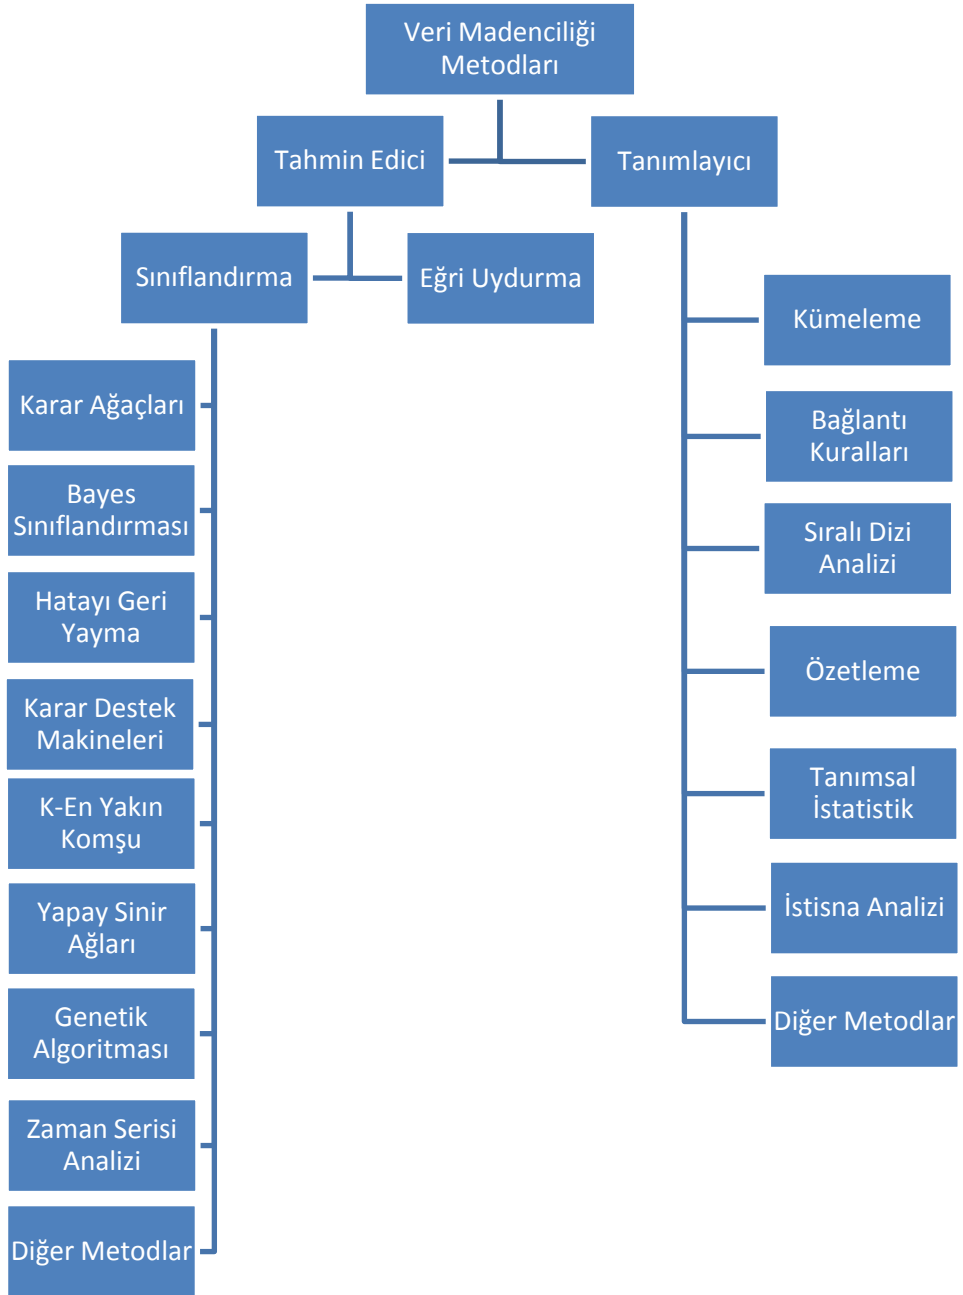 Veri Madenciliği
Metodları
Tahmin Edici
Tanımlayıcı
Sınıflandırma
Eğri Uydurma
Karar Ağaçları
Bayes
Sınıflandırması
Hatayı Geri
Yayma
Karar Destek
Makineleri
K-En Yakın
Komşu
Yapay Sinir
Ağları
Genetik
Algoritması
Zaman Serisi
Analizi
Diğer Metodlar
Kümeleme
Bağlantı
Kuralları
Sıralı Dizi
Analizi
Özetleme
Tanımsal
İstatistik
İstisna Analizi
Diğer Metodlar